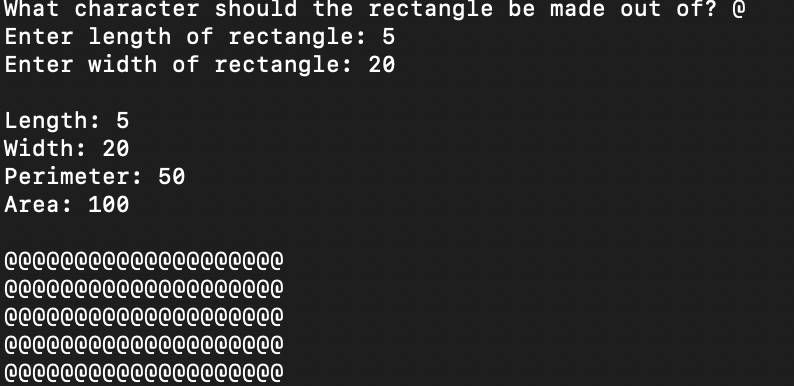 What character should the rectangle be made out of? @
Enter length of rectangle: 5
Enter width of rectangle: 20
Length: 5
Width: 20
Perimeter: 50
Area: 100
@@@@@@@@@@@@@@@@@@@@
@@@@@@@@@@@@@@@@@@@@
@@@@@@@@@@@@@@@@@@@@
@@@@@@@@@@@@@@@@@@@@
@@@@@@@@@@@@@@@@@@@@